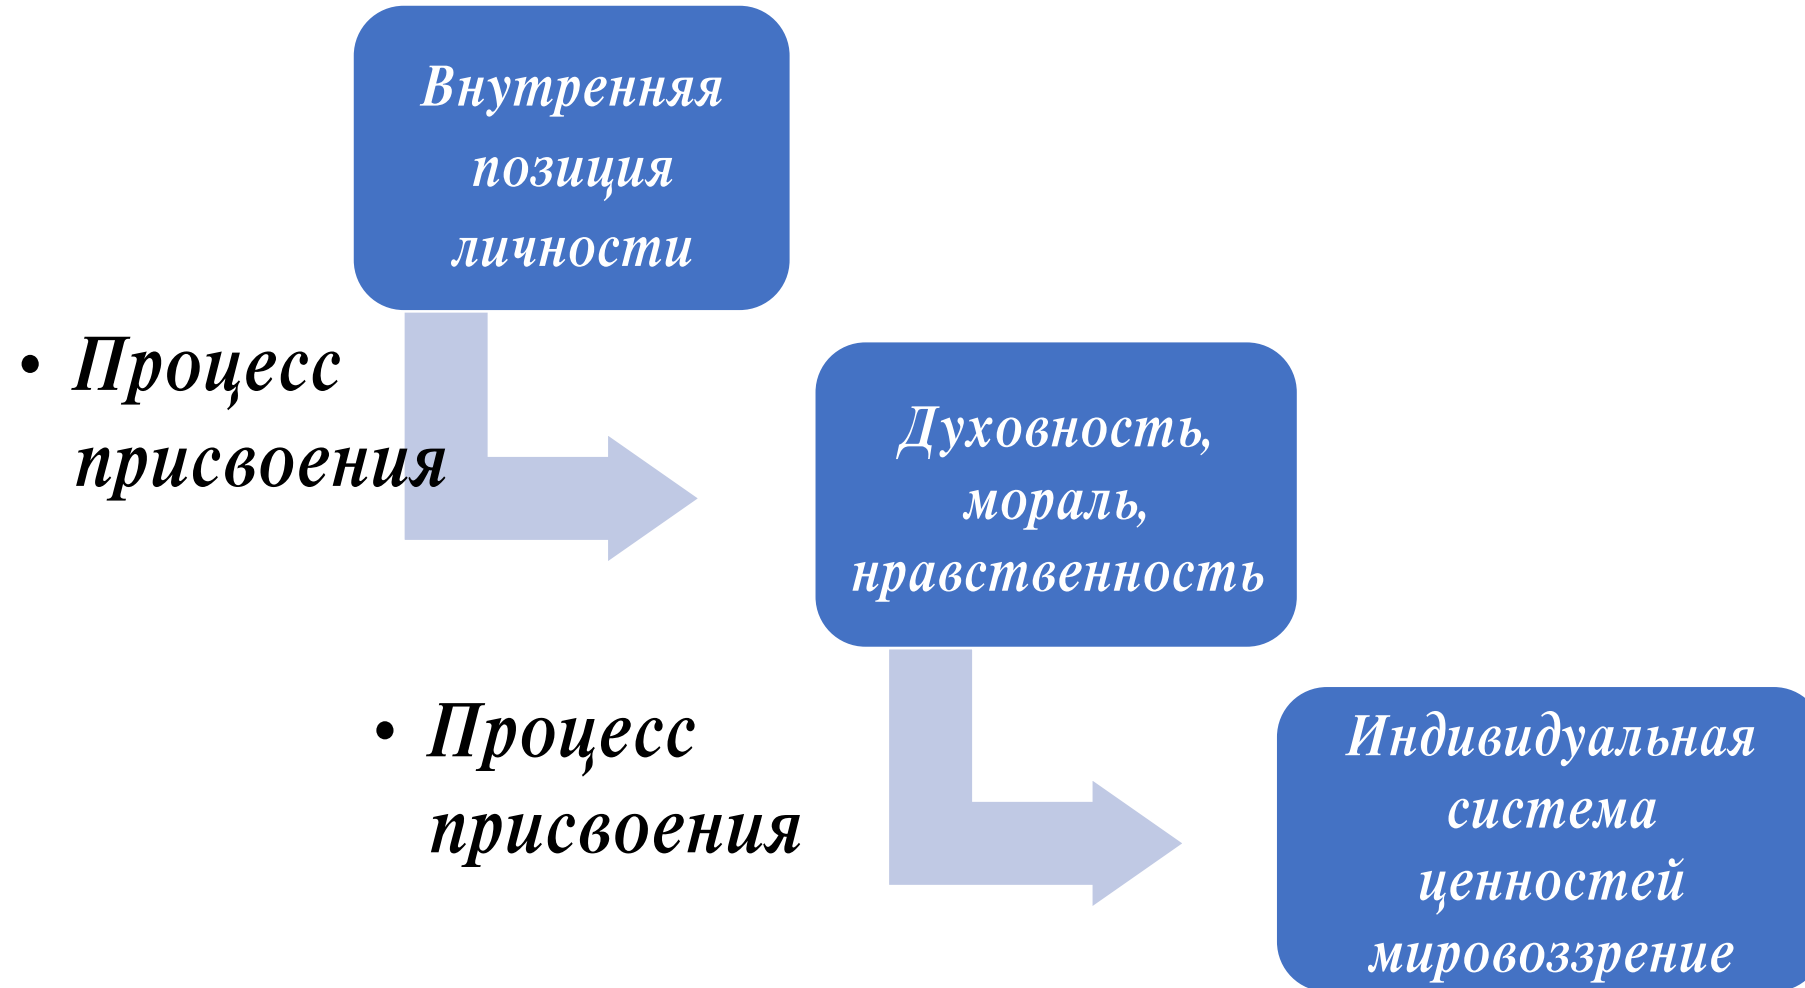 Внутренняя
позиция
личности
• Процесс
присвоения
Духовность,
мораль,
нравственность
• Процесс
присвоения
Индивидуальная
система
ценностей
мировоззрение